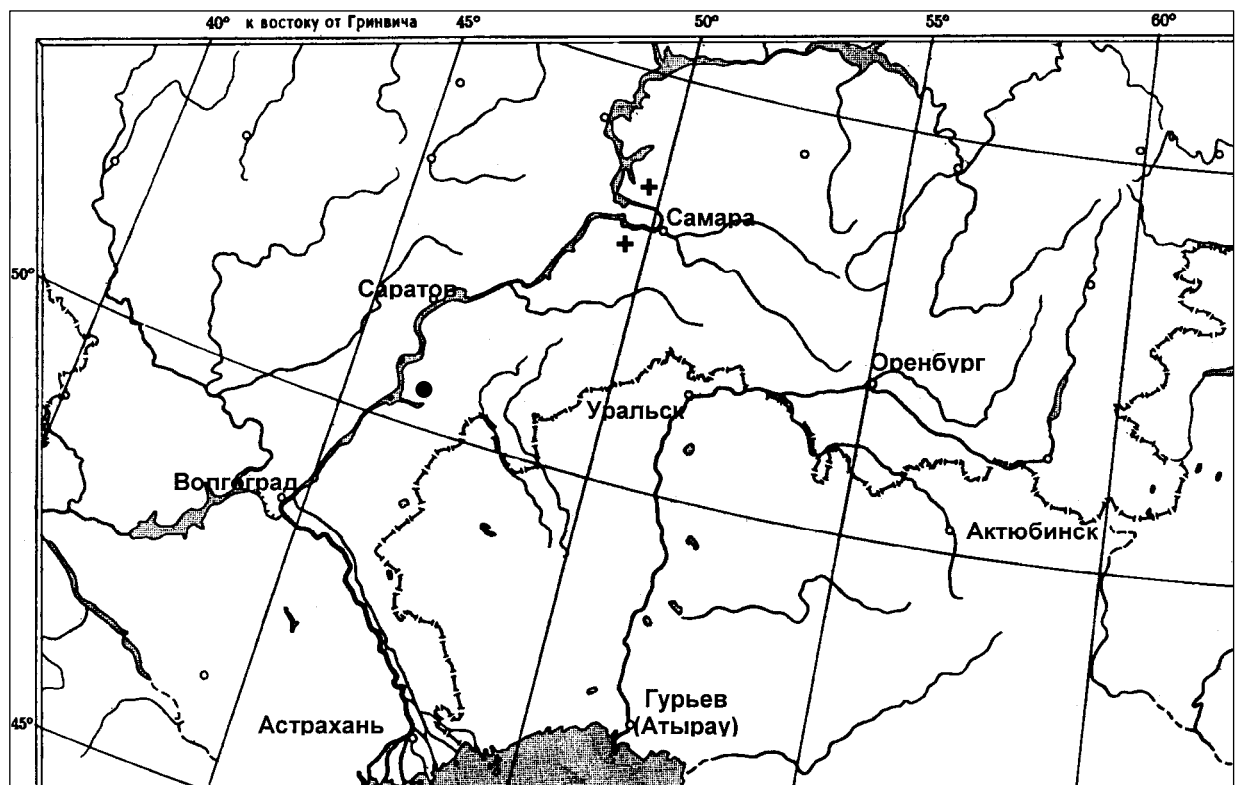 40° к востоку от Гринвича 45° 50° 55° 60°
Самара
50°
Саратов
Оренбург
Уральск
Волгоград
Актюбинск
Гурьев
(Атырау)
Астрахань
45°